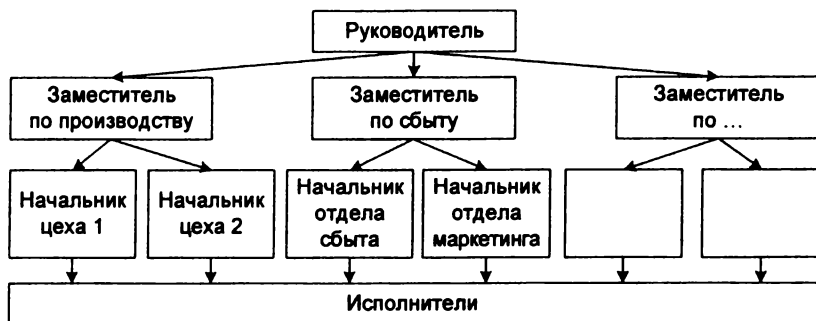 Руководитель
Заместитель
по производству
Заместитель
по сбыту
Заместитель
по ...
Начальник
цеха 1
Начальник
цеха 2
Начальник
отдела
сбыта
Начальник
отдела
маркетинга
Исполнители